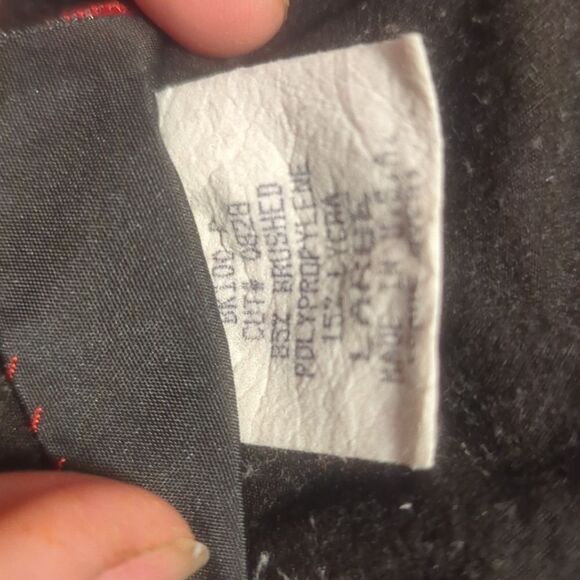 BK100
CUT# 0828
85% BRUSHED
POLYPROPYLENE
15% LYCRA
LARGE
MADE IN U.S.A.